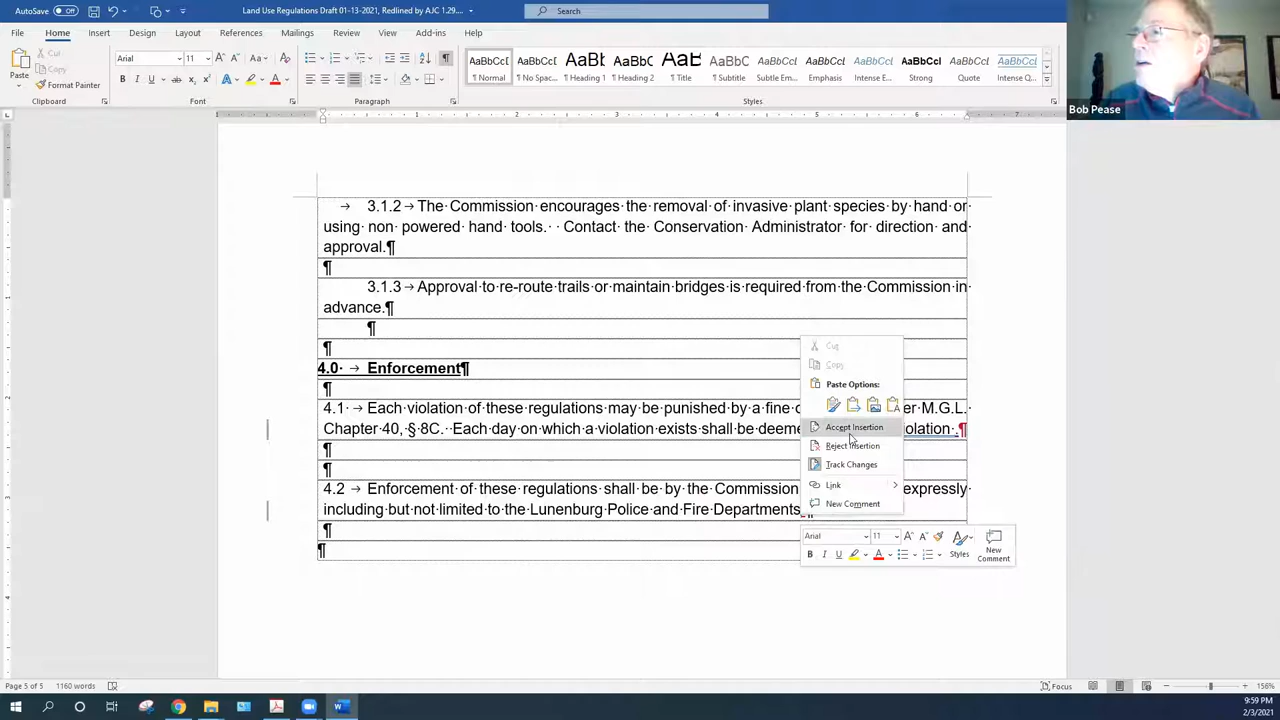 AutoSave Off
Land Use Regulations Draft 01-13-2021, Redlined by AJC 1.29....
Search
File Home Insert Design Layout References Mailings Review View Add-ins Help
Paste
Cut
Copy
Format Painter
Clipboard
Arial 11
Font
Paragraph
AaBbCcI AaBbCcI AaBb AaBbC AaBb AaBbCcI AaBbCcI AaBbCcI AaBbCcI AaBbCcI AaBbCcI AaBbCcI
¶ Normal ¶ No Spac... ¶ Heading 1 ¶ Heading 2 ¶ Title ¶ Subtitle Subtle Em... Emphasis Intense E... Strong Quote Intense Q...
Styles
Bob Pease
→ 3.1.2→The·Commission·encourages·the·removal·of·invasive·plant·species·by·hand·or·
using·non·powered·hand·tools.··Contact·the·Conservation·Administrator·for·direction·and·
approval.¶
¶
3.1.3→Approval·to·re-route·trails·or·maintain·bridges·is·required·from·the·Commission·in·
advance.¶
¶
¶
4.0·→Enforcement¶
¶
4.1→Each·violation·of·these·regulations·may·be·punished·by·a·fine· M.G.L.·
Chapter·40,·§·8C.··Each·day·on·which·a·violation·exists·shall·be· olation·.¶
¶
¶
4.2→Enforcement·of·these·regulations·shall·be·by·the·Commission expressly·
including·but·not·limited·to·the·Lunenburg·Police·and·Fire·Departments.¶
¶
¶
Cut
Copy
Paste Options:
Accept Insertion
Reject Insertion
Track Changes
Link
New Comment
Arial 11
Styles
New
Comment
Page 5 of 5 1160 words
Focus
156%
9:59 PM
2/3/2021